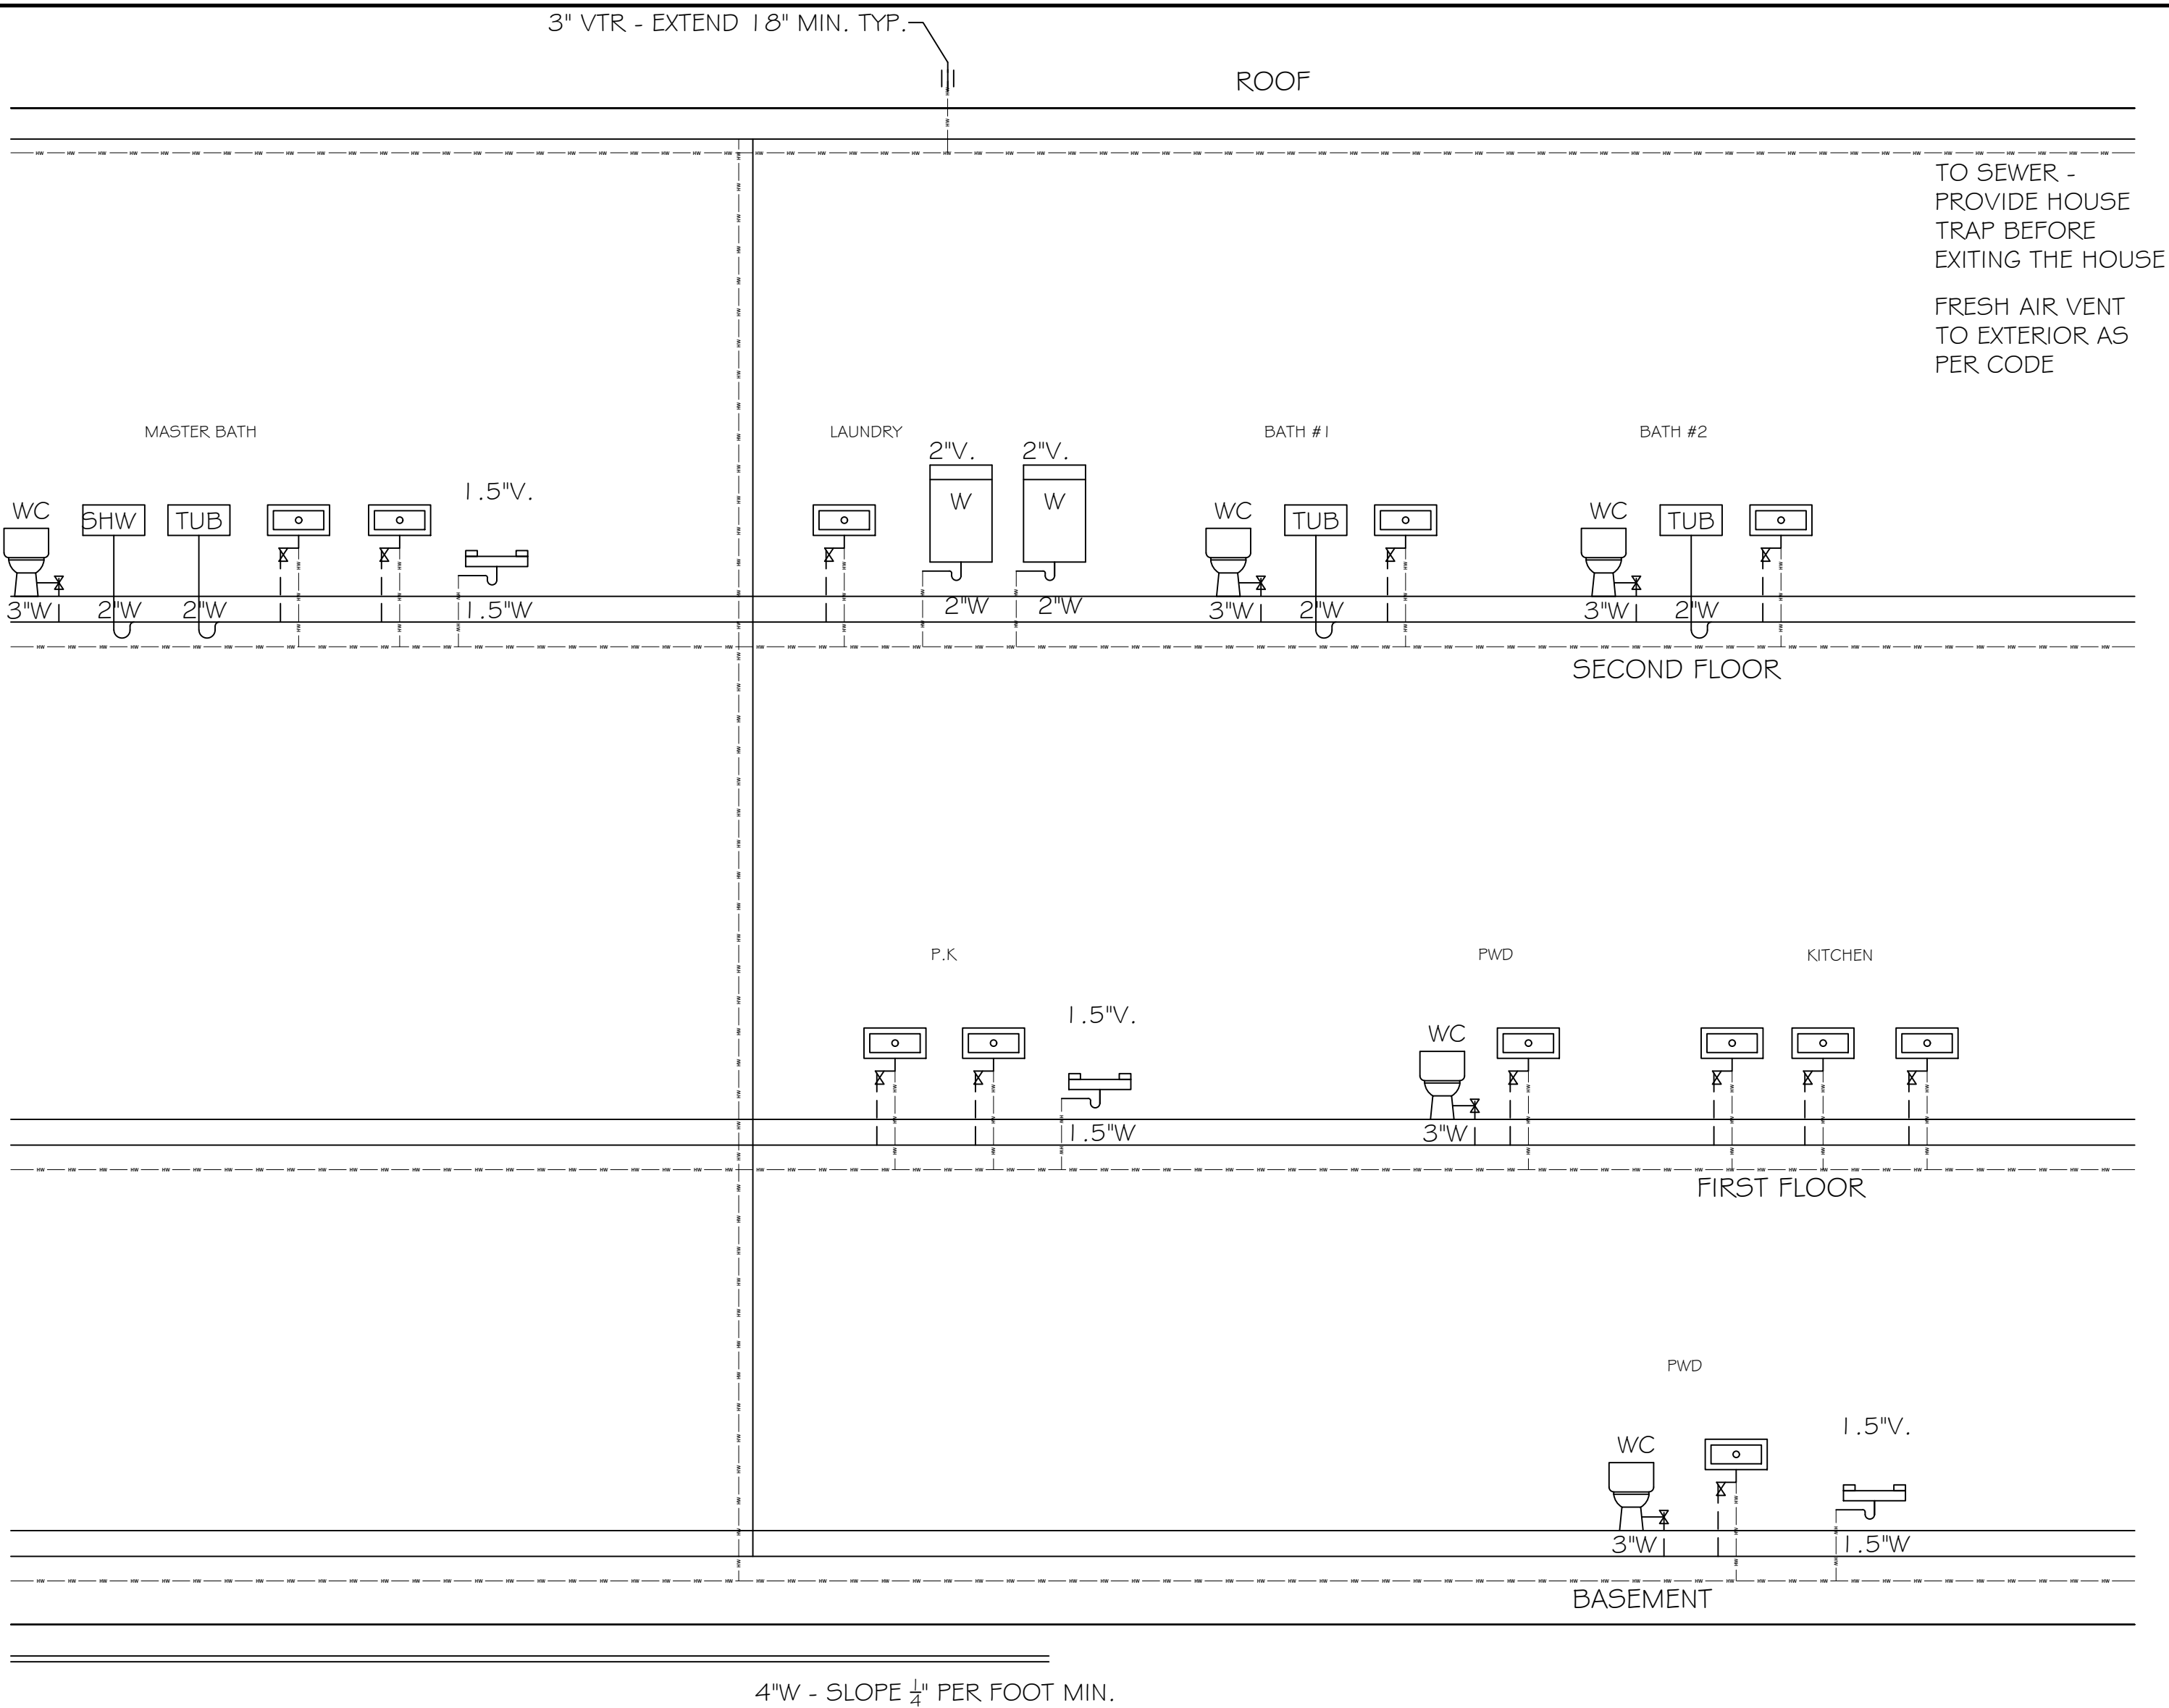 3" VTR - EXTEND 18" MIN. TYP.
ROOF
TO SEWER -
PROVIDE HOUSE
TRAP BEFORE
EXITING THE HOUSE
FRESH AIR VENT
TO EXTERIOR AS
PER CODE
MASTER BATH
LAUNDRY
BATH #1
BATH #2
2"V.
2"V.
1.5"V.
WC
SHW
TUB
W
W
WC
TUB
WC
TUB
3"W
2"W
2"W
1.5"W
2"W
2"W
3"W
2"W
3"W
2"W
SECOND FLOOR
P.K
PWD
KITCHEN
1.5"V.
WC
1.5"W
3"W
FIRST FLOOR
PWD
1.5"V.
WC
3"W
1.5"W
BASEMENT
4"W - SLOPE 1/4" PER FOOT MIN.